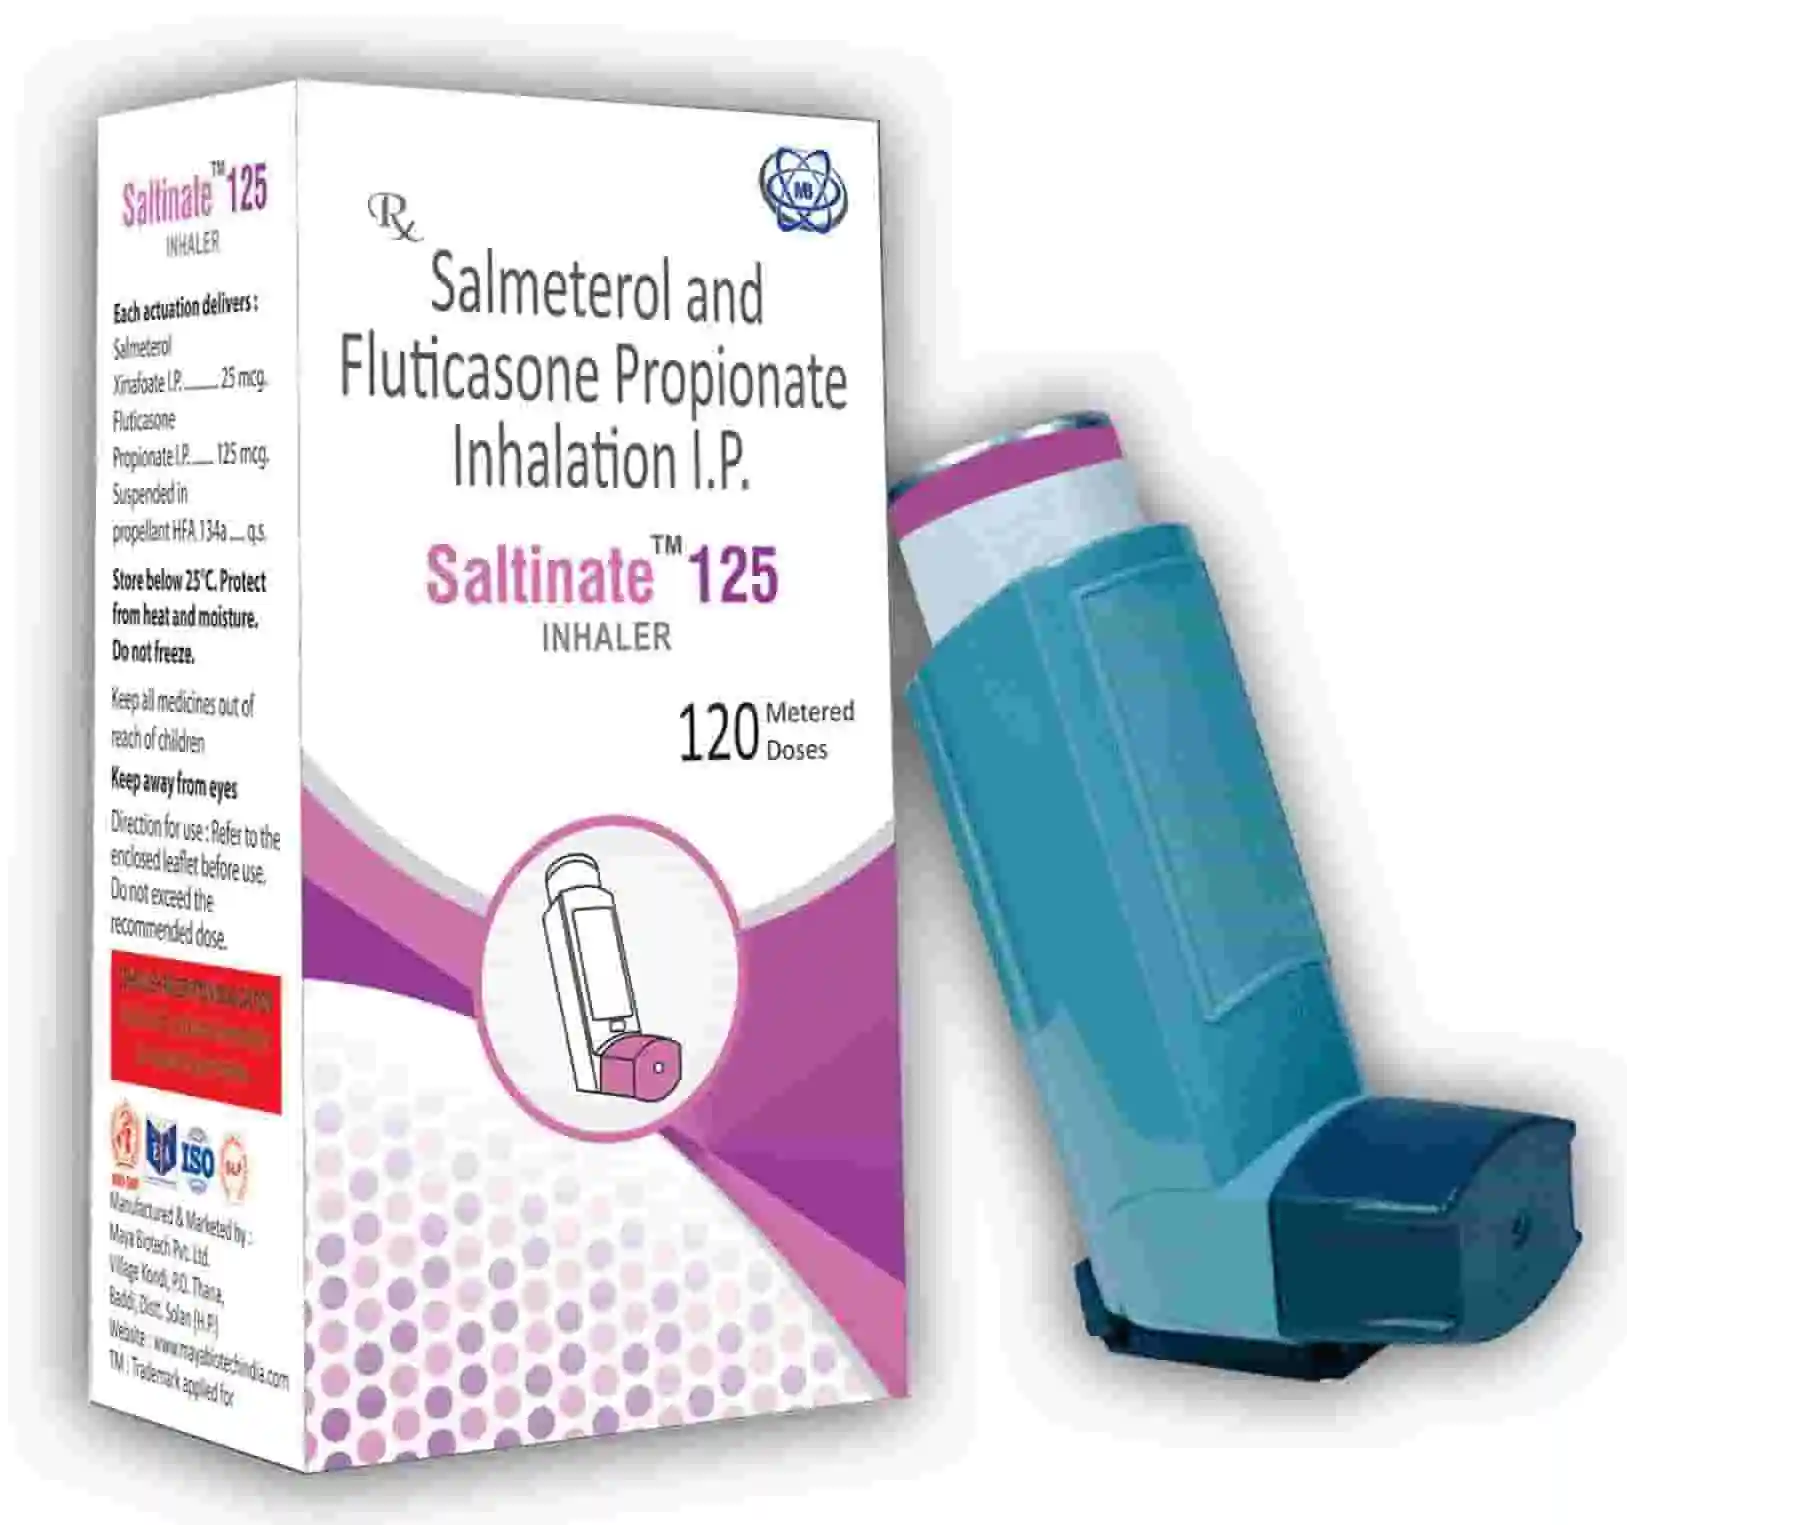 Saltinate™ 125
INHALER
Each actuation delivers :
Salmeterol
Xinafoate I.P. ........ 25 mcg.
Fluticasone
Propionate I.P. ...... 125 mcg.
Suspended in
propellant HFA 134a .... q.s.
Store below 25°C. Protect
from heat and moisture.
Do not freeze.
Keep all medicines out of
reach of children
Keep away from eyes
Direction for use : Refer to the
enclosed leaflet before use.
Do not exceed the
recommended dose.
ISO
Manufactured & Marketed by :
Maya Biotech Pvt. Ltd.
Village Kondi, P.O. Thana,
Baddi, Distt. Solan (H.P.)
Website : www.mayabiotechindia.com
TM : Trademark applied for
Rx
MB
Salmeterol and
Fluticasone Propionate
Inhalation I.P.
Saltinate™ 125
INHALER
120 Metered
Doses